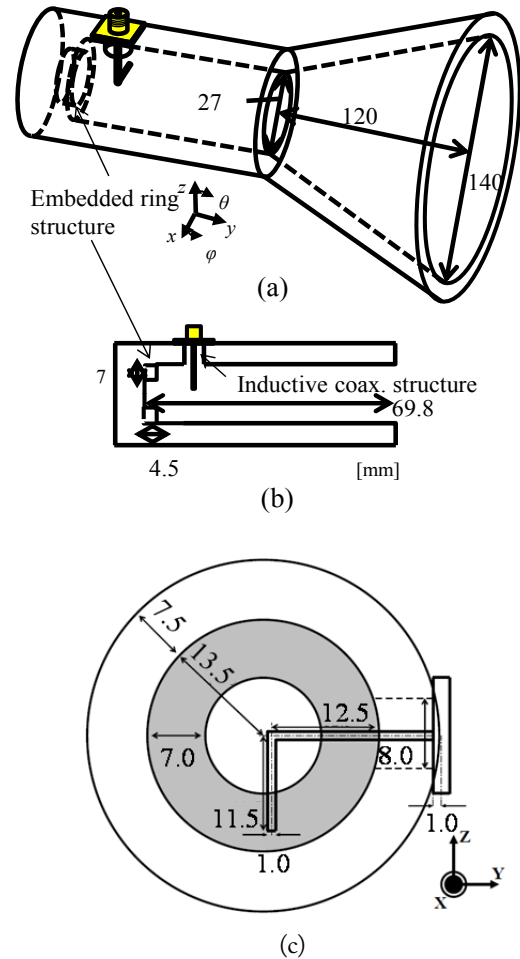 27
120
140
Embedded ring
structure
z
θ
x
y
φ
(a)
7
Inductive coax. structure
69.8
4.5
[mm]
(b)
7.5
13.5
12.5
7.0
8.0
11.5
1.0
1.0
Z
X
Y
(c)